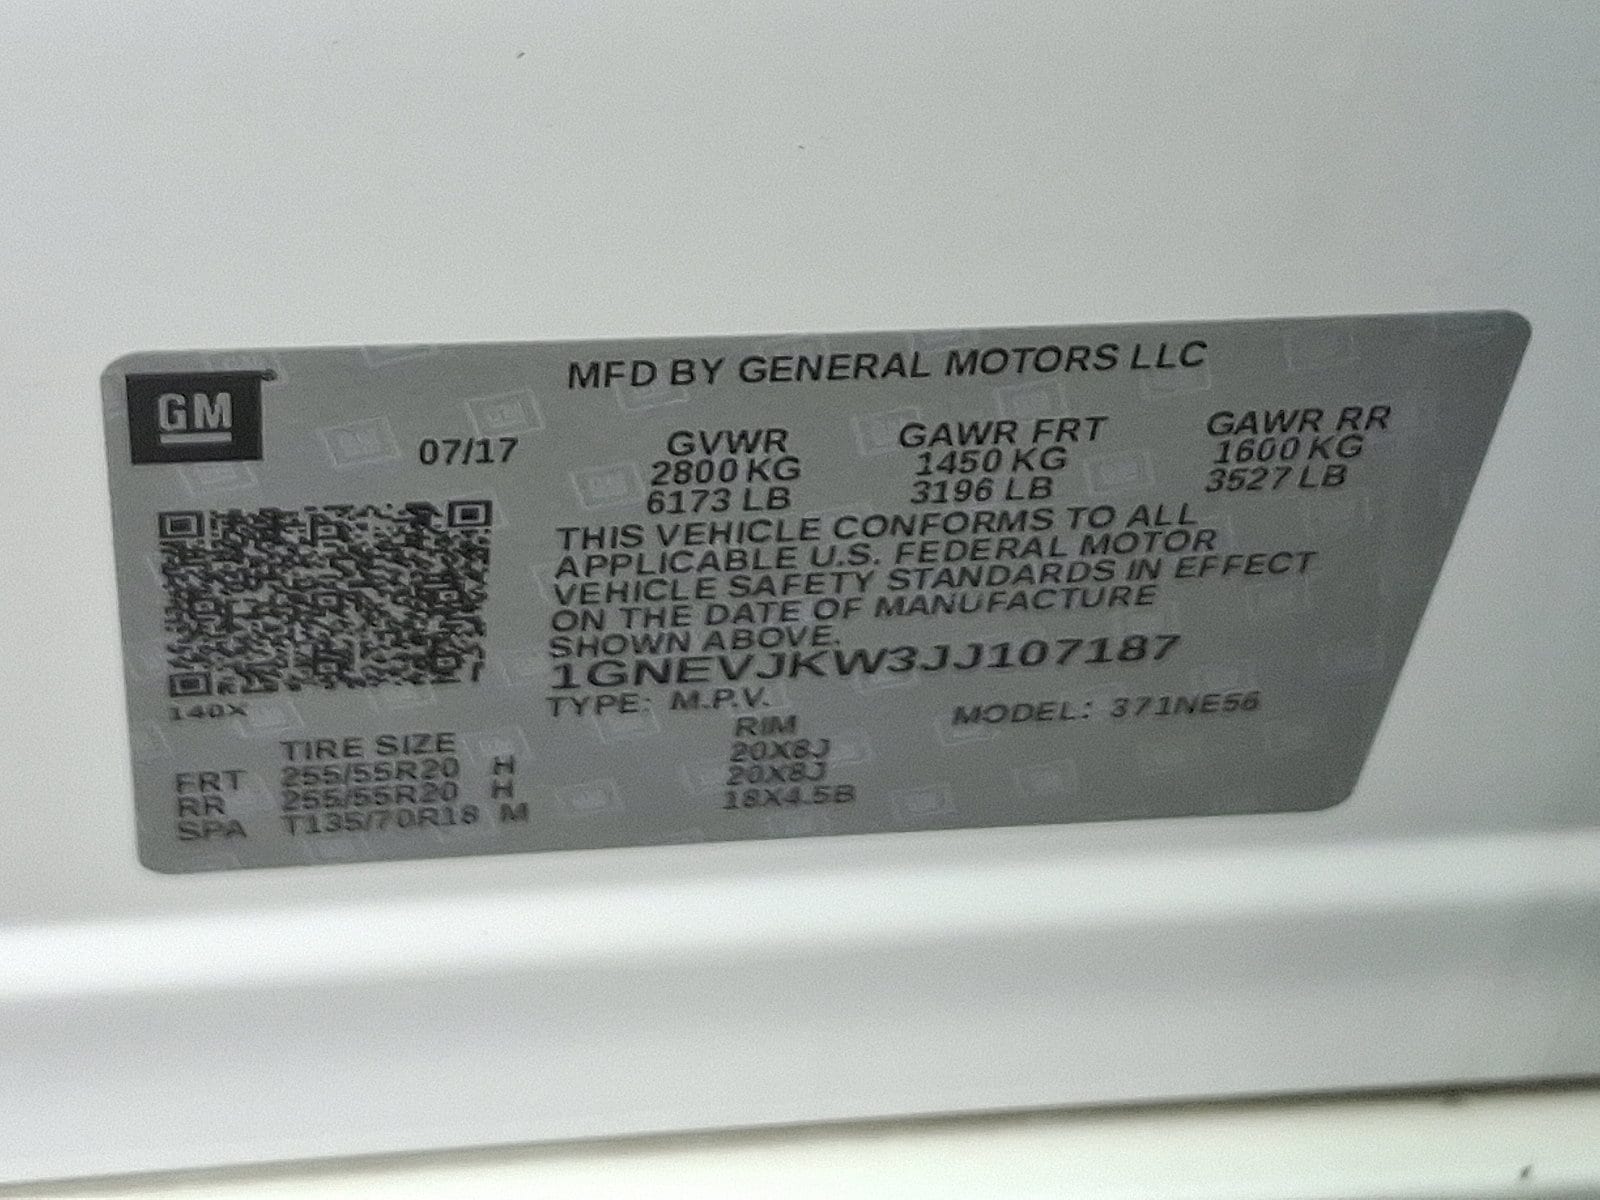 MFD BY GENERAL MOTORS LLC
GM
07/17
GVWR GAWR FRT GAWR RR
2800 KG 1450 KG 1600 KG
6173 LB 3196 LB 3527 LB
THIS VEHICLE CONFORMS TO ALL
APPLICABLE U.S. FEDERAL MOTOR
VEHICLE SAFETY STANDARDS IN EFFECT
ON THE DATE OF MANUFACTURE
SHOWN ABOVE.
1GNEVJKW3JJ107187
140X
TYPE: M.P.V. MODEL: 371NE56
TIRE SIZE RIM
FRT 255/55R20 H 20X8J
RR 255/55R20 H 20X8J
SPA T135/70R18 M 18X4.5B